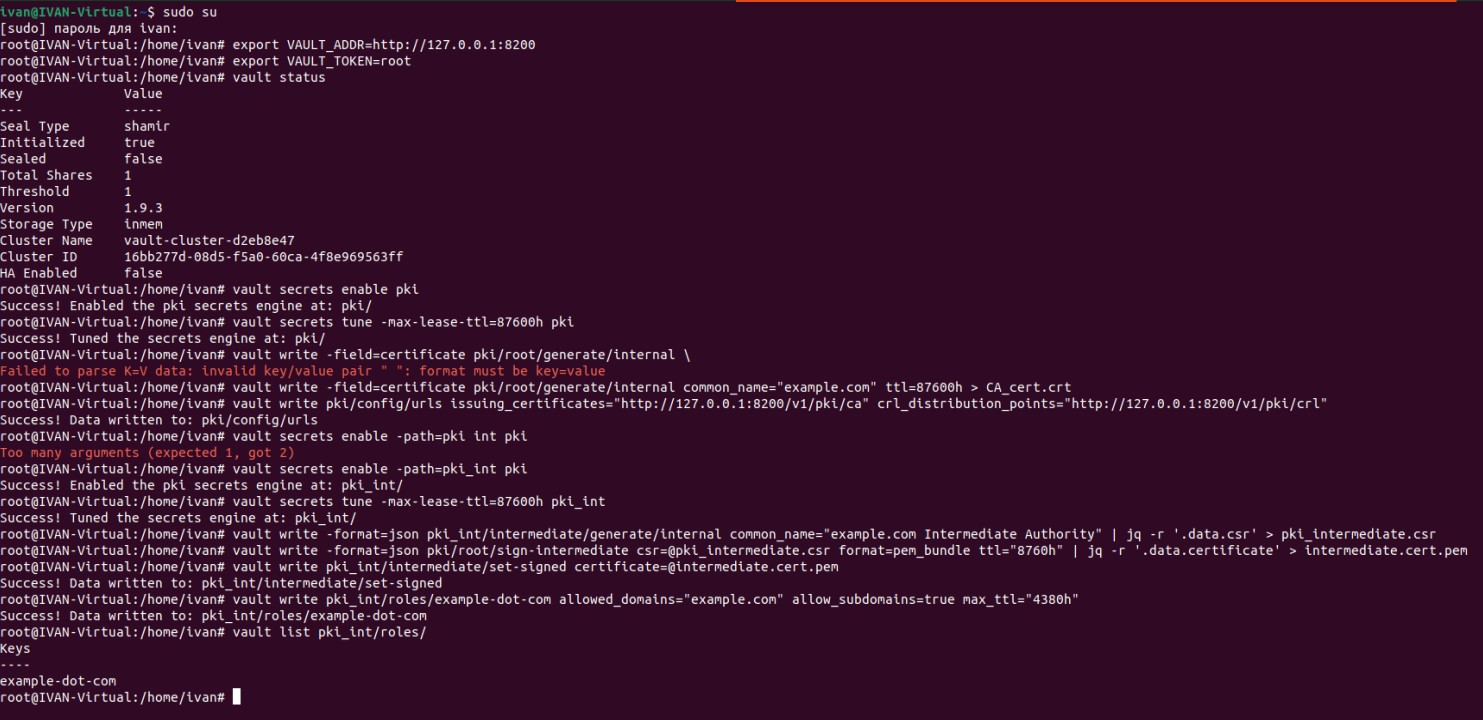 ivan@IVAN-Virtual:~$ sudo su
[sudo] пароль для ivan:
root@IVAN-Virtual:/home/ivan# export VAULT_ADDR=http://127.0.0.1:8200
root@IVAN-Virtual:/home/ivan# export VAULT_TOKEN=root
root@IVAN-Virtual:/home/ivan# vault status
Key             Value
---             -----
Seal Type       shamir
Initialized     true
Sealed          false
Total Shares    1
Threshold       1
Version         1.9.3
Storage Type    inmem
Cluster Name    vault-cluster-d2eb8e47
Cluster ID      16bb277d-08d5-f5a0-60ca-4f8e969563ff
HA Enabled      false
root@IVAN-Virtual:/home/ivan# vault secrets enable pki
Success! Enabled the pki secrets engine at: pki/
root@IVAN-Virtual:/home/ivan# vault secrets tune -max-lease-ttl=87600h pki
Success! Tuned the secrets engine at: pki/
root@IVAN-Virtual:/home/ivan# vault write -field=certificate pki/root/generate/internal \
Failed to parse K=V data: invalid key/value pair " ": format must be key=value
root@IVAN-Virtual:/home/ivan# vault write -field=certificate pki/root/generate/internal common_name="example.com" ttl=87600h > CA_cert.crt
root@IVAN-Virtual:/home/ivan# vault write pki/config/urls issuing_certificates="http://127.0.0.1:8200/v1/pki/ca" crl_distribution_points="http://127.0.0.1:8200/v1/pki/crl"
Success! Data written to: pki/config/urls
root@IVAN-Virtual:/home/ivan# vault secrets enable -path=pki int pki
Too many arguments (expected 1, got 2)
root@IVAN-Virtual:/home/ivan# vault secrets enable -path=pki_int pki
Success! Enabled the pki secrets engine at: pki_int/
root@IVAN-Virtual:/home/ivan# vault secrets tune -max-lease-ttl=87600h pki_int
Success! Tuned the secrets engine at: pki_int/
root@IVAN-Virtual:/home/ivan# vault write -format=json pki_int/intermediate/generate/internal common_name="example.com Intermediate Authority" | jq -r '.data.csr' > pki_intermediate.csr
root@IVAN-Virtual:/home/ivan# vault write -format=json pki/root/sign-intermediate csr=@pki_intermediate.csr format=pem_bundle ttl="8760h" | jq -r '.data.certificate' > intermediate.cert.pem
root@IVAN-Virtual:/home/ivan# vault write pki_int/intermediate/set-signed certificate=@intermediate.cert.pem
Success! Data written to: pki_int/intermediate/set-signed
root@IVAN-Virtual:/home/ivan# vault write pki_int/roles/example-dot-com allowed_domains="example.com" allow_subdomains=true max_ttl="4380h"
Success! Data written to: pki_int/roles/example-dot-com
root@IVAN-Virtual:/home/ivan# vault list pki_int/roles/
Keys
----
example-dot-com
root@IVAN-Virtual:/home/ivan#